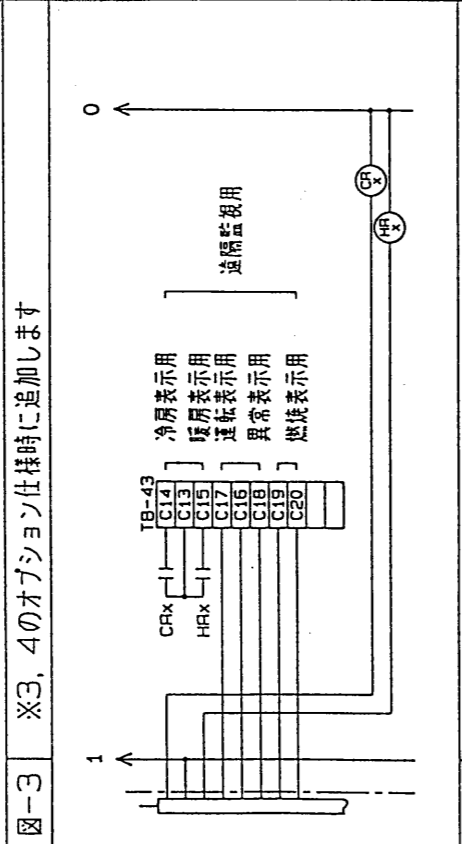 図-3
※3, 4のオプション仕様時に追加します
1
0
TB-43
C14
C13
C15
C17
C16
C18
C19
C20
CRx
HRx
冷房表示用
暖房表示用
運転表示用
異常表示用
燃焼表示用
遠隔監視用
CRx
HRx